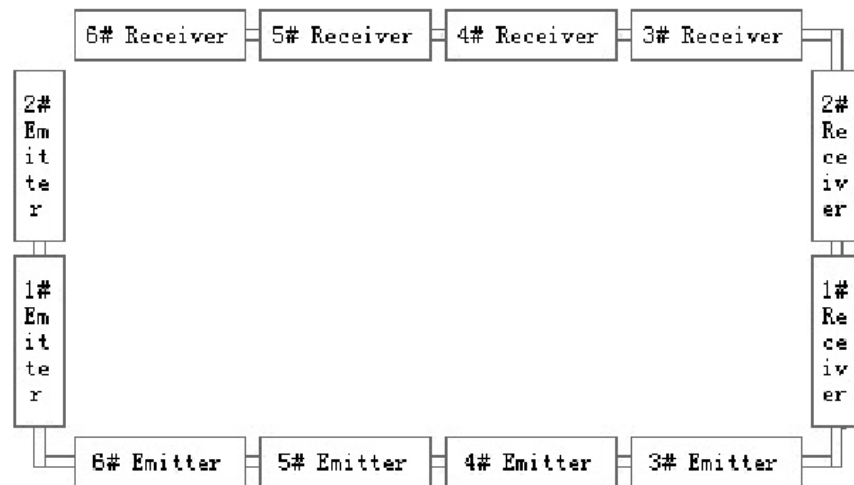 6# Receiver
5# Receiver
4# Receiver
3# Receiver
2#
Em
it
te
r
2#
Re
ce
iv
er
1#
Em
it
te
r
1#
Re
ce
iv
er
6# Emitter
5# Emitter
4# Emitter
3# Emitter